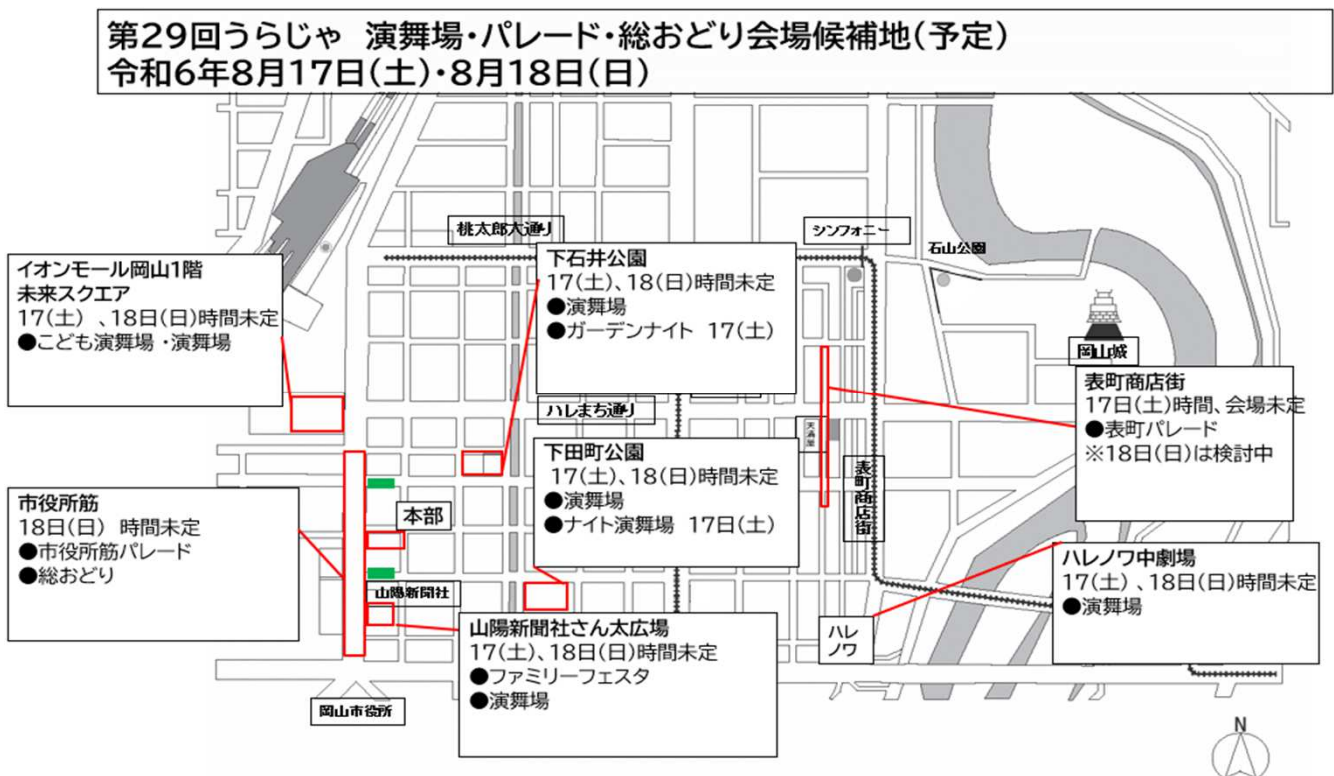 第29回うらじゃ 演舞場・パレード・総おどり会場候補地(予定)
令和6年8月17日(土)・8月18日(日)
桃太郎大通り
シンフォニー
石山公園
イオンモール岡山1階
未来スクエア
17(土) 、18日(日)時間未定
●こども演舞場・演舞場
下石井公園
17(土)、18(日)時間未定
●演舞場
●ガーデンナイト 17(土)
岡山城
表町商店街
17日(土)時間、会場未定
●表町パレード
※18日(日)は検討中
ハレまち通り
天満屋
下田町公園
17(土)、18(日)時間未定
●演舞場
●ナイト演舞場 17日(土)
表町商店街
市役所筋
18日(日) 時間未定
●市役所筋パレード
●総おどり
本部
山陽新聞社
ハレノワ中劇場
17(土) 、18(日)時間未定
●演舞場
山陽新聞社さん太広場
17(土)、18日(日)時間未定
●ファミリーフェスタ
●演舞場
ハレ
ノワ
岡山市役所
N